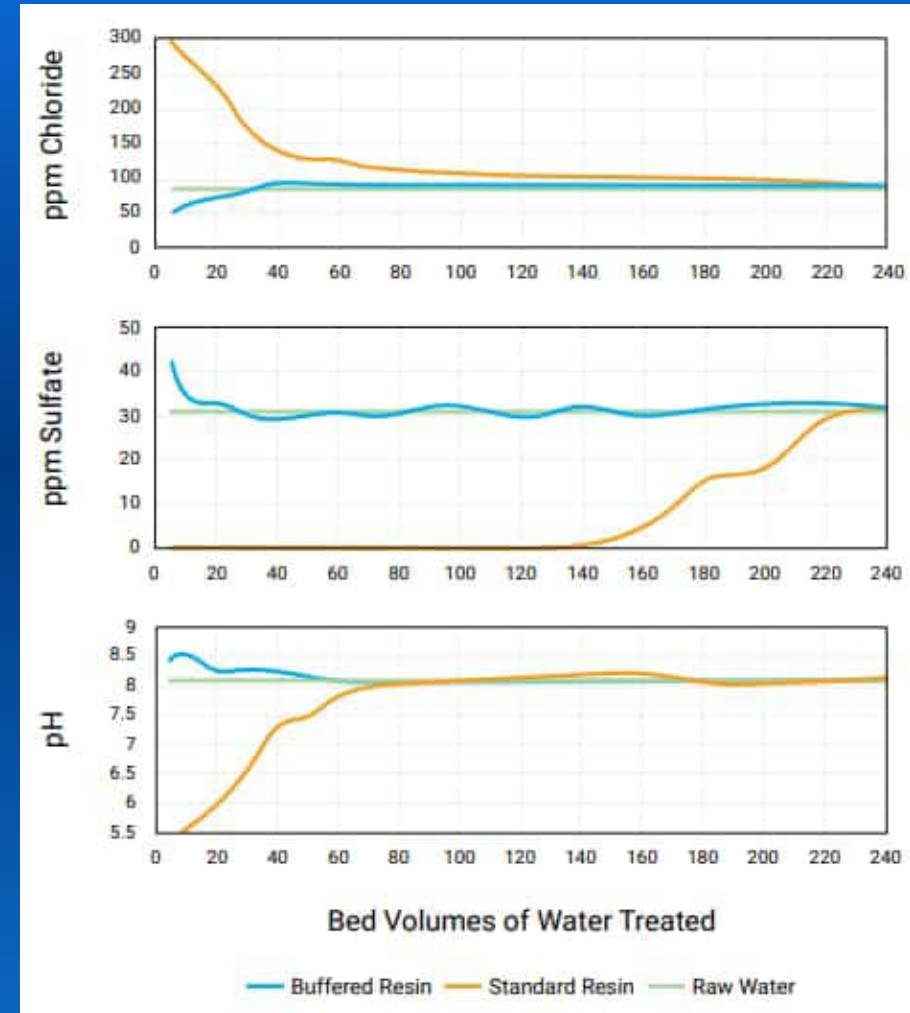 ppm Chloride
300
250
200
150
100
50
0
0 20 40 60 80 100 120 140 160 180 200 220 240
ppm Sulfate
50
40
30
20
10
0
0 20 40 60 80 100 120 140 160 180 200 220 240
pH
9
8.5
8
7.5
7
6.5
6
5.5
0 20 40 60 80 100 120 140 160 180 200 220 240
Bed Volumes of Water Treated
Buffered Resin Standard Resin Raw Water